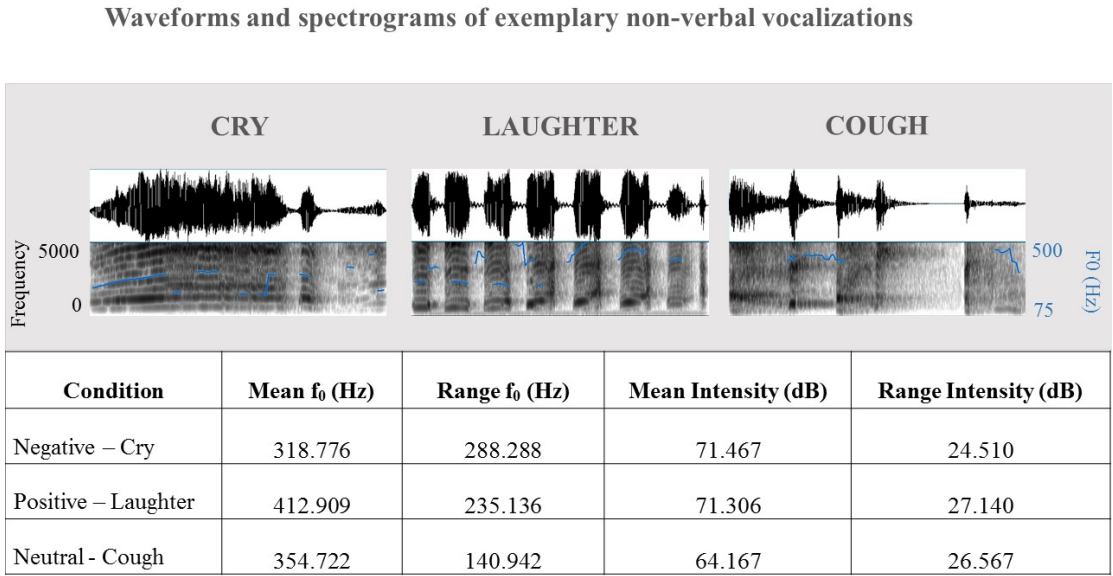 Waveforms and spectrograms of exemplary non-verbal vocalizations
CRY LAUGHTER COUGH
Frequency
5000
0
500
75
F0 (Hz)
Condition Mean f₀ (Hz) Range f₀ (Hz) Mean Intensity (dB) Range Intensity (dB)
Negative – Cry 318.776 288.288 71.467 24.510
Positive – Laughter 412.909 235.136 71.306 27.140
Neutral - Cough 354.722 140.942 64.167 26.567